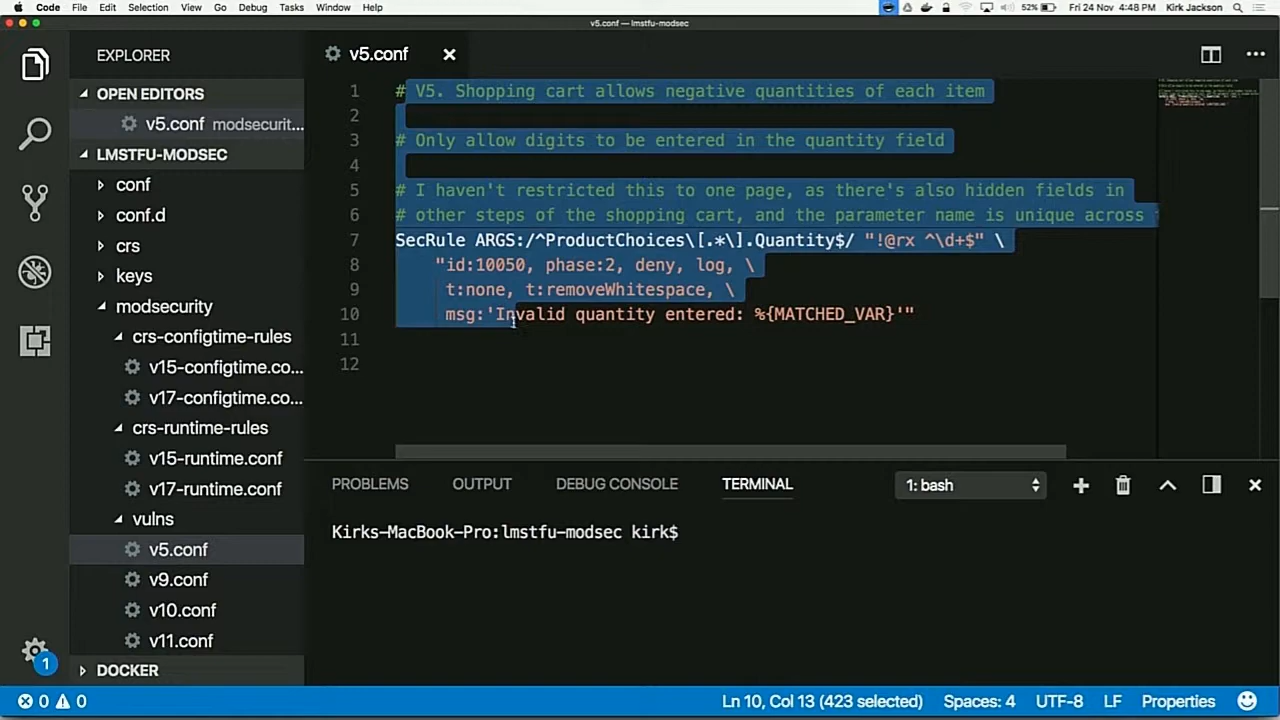 Code File Edit Selection View Go Debug Tasks Window Help 52% Fri 24 Nov 4:48 PM Kirk Jackson
v5.conf — lmstfu-modsec
EXPLORER
OPEN EDITORS
v5.conf modsecurit...
LMSTFU-MODSEC
conf
conf.d
crs
keys
modsecurity
crs-configtime-rules
v15-configtime.co...
v17-configtime.co...
crs-runtime-rules
v15-runtime.conf
v17-runtime.conf
vulns
v5.conf
v9.conf
v10.conf
v11.conf
DOCKER
1
v5.conf
1 # V5. Shopping cart allows negative quantities of each item
2
3 # Only allow digits to be entered in the quantity field
4
5 # I haven't restricted this to one page, as there's also hidden fields in
6 # other steps of the shopping cart, and the parameter name is unique across
7 SecRule ARGS:/^ProductChoices\[.*\].Quantity$/ "!@rx ^\d+$" \
8 "id:10050, phase:2, deny, log, \
9 t:none, t:removeWhitespace, \
10 msg:'Invalid quantity entered: %{MATCHED_VAR}'"
11
12
PROBLEMS OUTPUT DEBUG CONSOLE TERMINAL 1: bash
Kirks-MacBook-Pro:lmstfu-modsec kirk$
0 0 Ln 10, Col 13 (423 selected) Spaces: 4 UTF-8 LF Properties